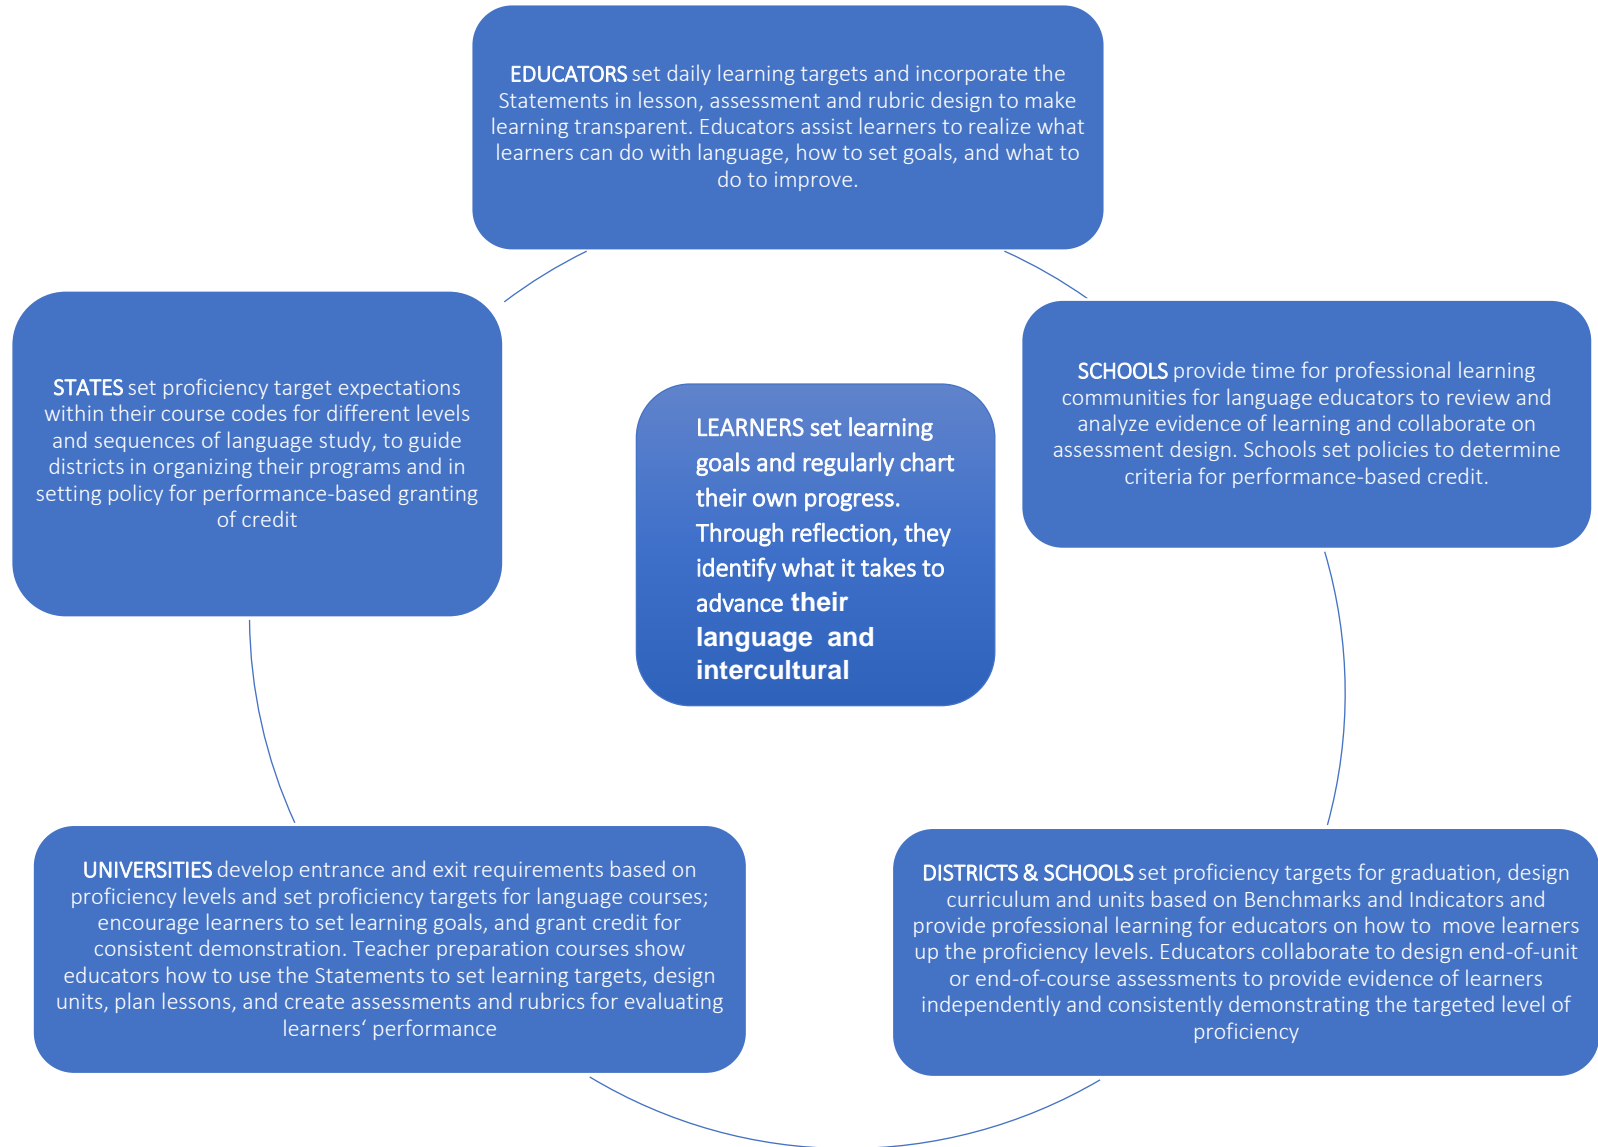 EDUCATORS set daily learning targets and incorporate the
Statements in lesson, assessment and rubric design to make
learning transparent. Educators assist learners to realize what
learners can do with language, how to set goals, and what to
do to improve.
STATES set proficiency target expectations
within their course codes for different levels
and sequences of language study, to guide
districts in organizing their programs and in
setting policy for performance-based granting
of credit
SCHOOLS provide time for professional learning
communities for language educators to review and
analyze evidence of learning and collaborate on
assessment design. Schools set policies to determine
criteria for performance-based credit.
LEARNERS set learning
goals and regularly chart
their own progress.
Through reflection, they
identify what it takes to
advance their
language and
intercultural
UNIVERSITIES develop entrance and exit requirements based on
proficiency levels and set proficiency targets for language courses;
encourage learners to set learning goals, and grant credit for
consistent demonstration. Teacher preparation courses show
educators how to use the Statements to set learning targets, design
units, plan lessons, and create assessments and rubrics for evaluating
learners‘ performance
DISTRICTS & SCHOOLS set proficiency targets for graduation, design
curriculum and units based on Benchmarks and Indicators and
provide professional learning for educators on how to move learners
up the proficiency levels. Educators collaborate to design end-of-unit
or end-of-course assessments to provide evidence of learners
independently and consistently demonstrating the targeted level of
proficiency